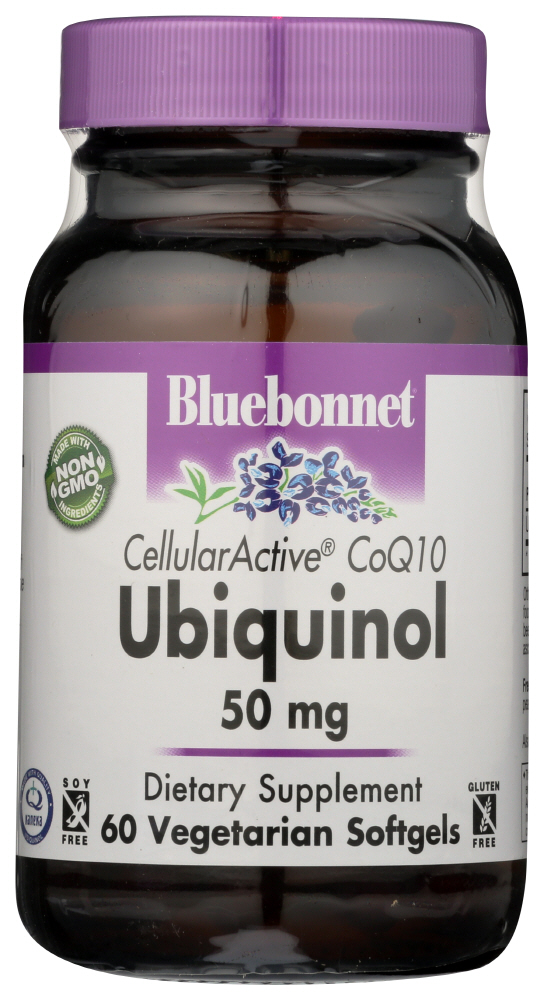 Bluebonnet
MADE WITH
NON
GMO
INGREDIENTS
CellularActive® CoQ10
Ubiquinol
50 mg
Dietary Supplement
60 Vegetarian Softgels
Q
Kaneka
SOY
FREE
GLUTEN
FREE